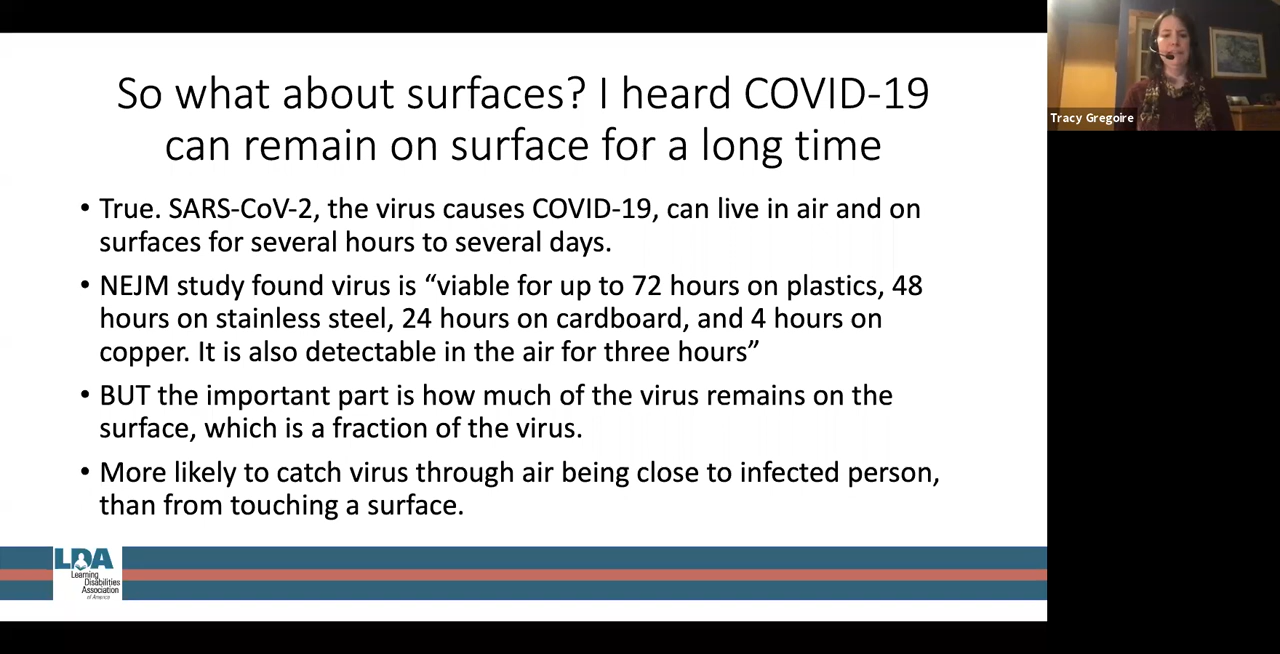 So what about surfaces? I heard COVID-19
can remain on surface for a long time
• True. SARS-CoV-2, the virus causes COVID-19, can live in air and on
surfaces for several hours to several days.
• NEJM study found virus is “viable for up to 72 hours on plastics, 48
hours on stainless steel, 24 hours on cardboard, and 4 hours on
copper. It is also detectable in the air for three hours”
• BUT the important part is how much of the virus remains on the
surface, which is a fraction of the virus.
• More likely to catch virus through air being close to infected person,
than from touching a surface.
LDA
Learning
Disabilities
Association
of America
Tracy Gregoire